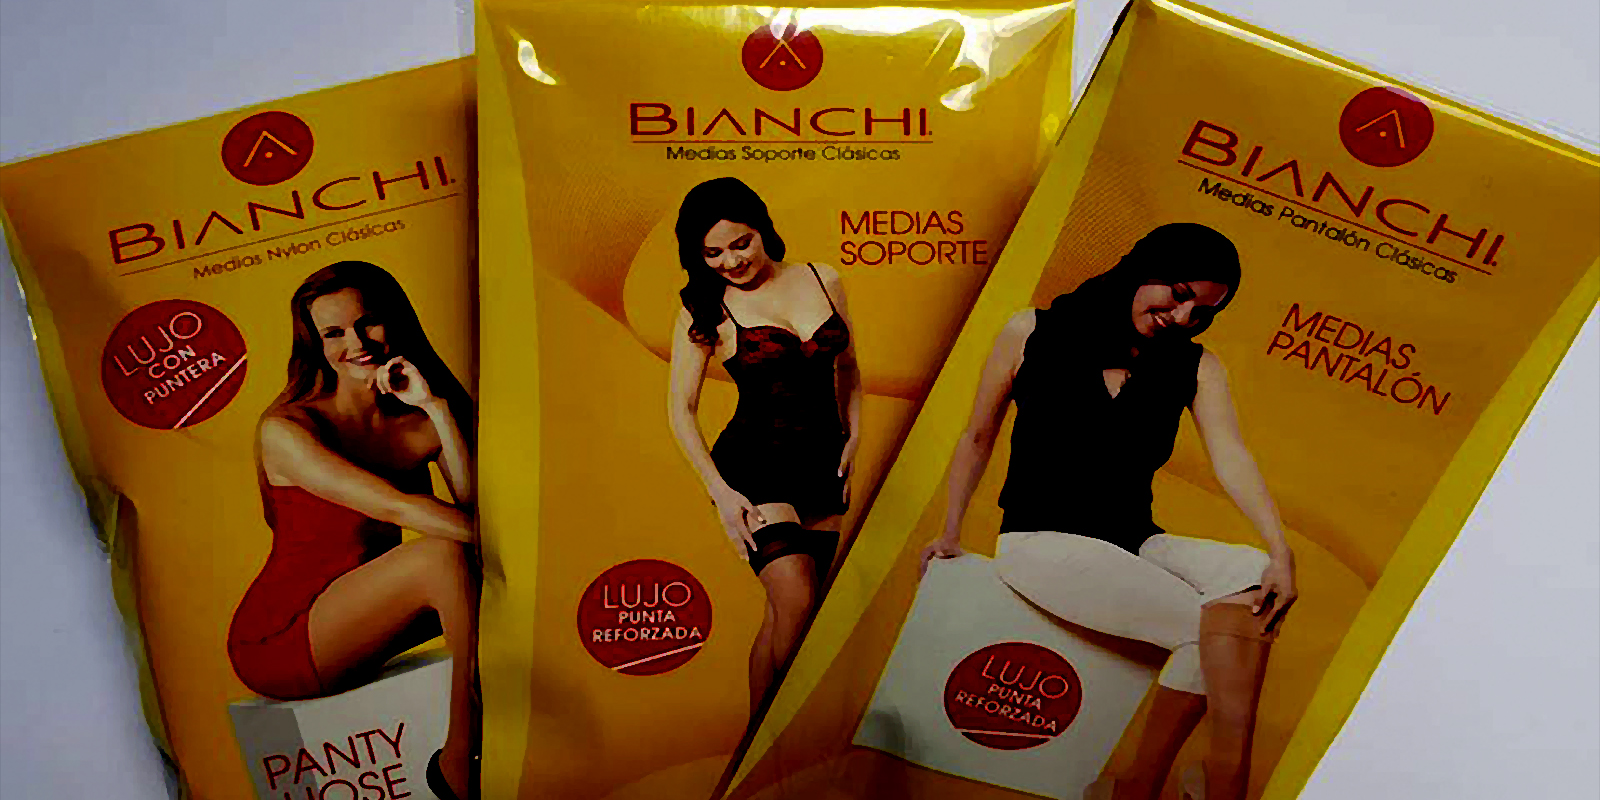 BIANCHI.
Medias Nylon Clásicas
LUJO
CON
PUNTERA
PANTY
HOSE
BIANCHI.
Medias Soporte Clásicas
MEDIAS
SOPORTE
LUJO
PUNTA
REFORZADA
BIANCHI.
Medias Pantalón Clásicas
MEDIAS
PANTALÓN
LUJO
PUNTA
REFORZADA